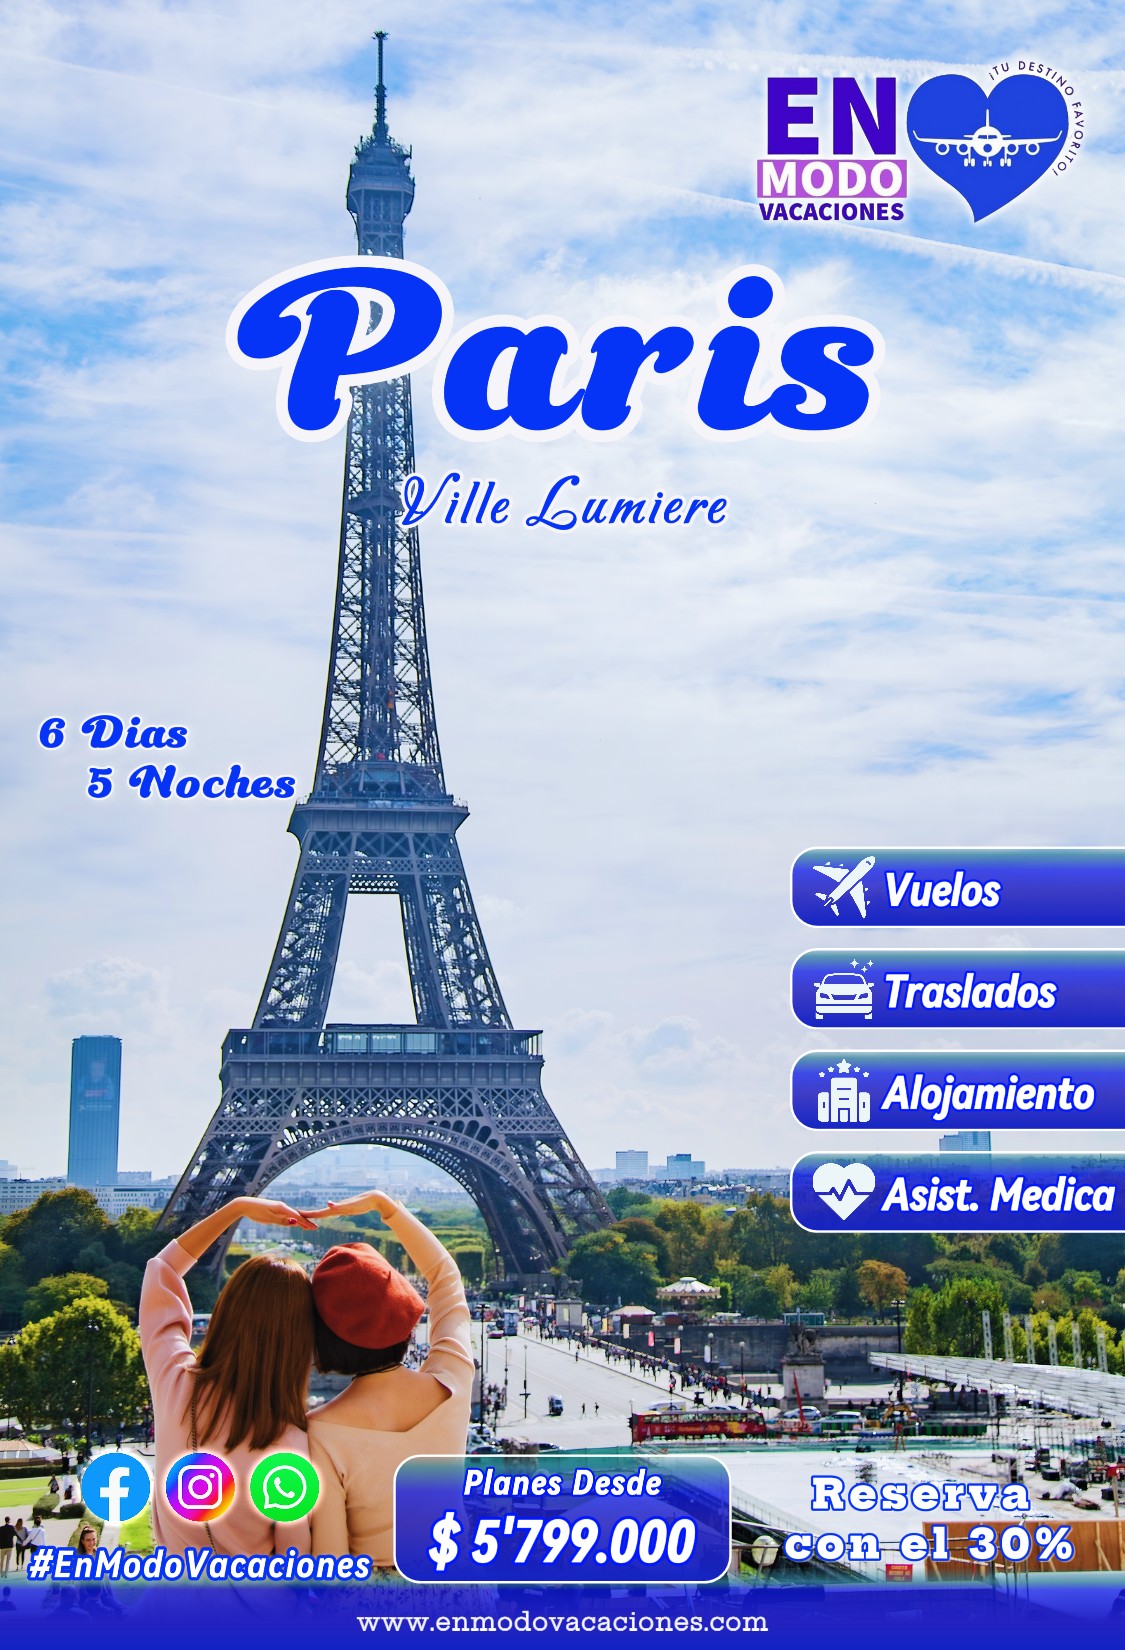 EN
MODO
VACACIONES
¡TU DESTINO FAVORITO!
Paris
Ville Lumiere
6 Dias
5 Noches
Vuelos
Traslados
Alojamiento
Asist. Medica
#EnModoVacaciones
Planes Desde
$ 5'799.000
Reserva
con el 30%
www.enmodovacaciones.com